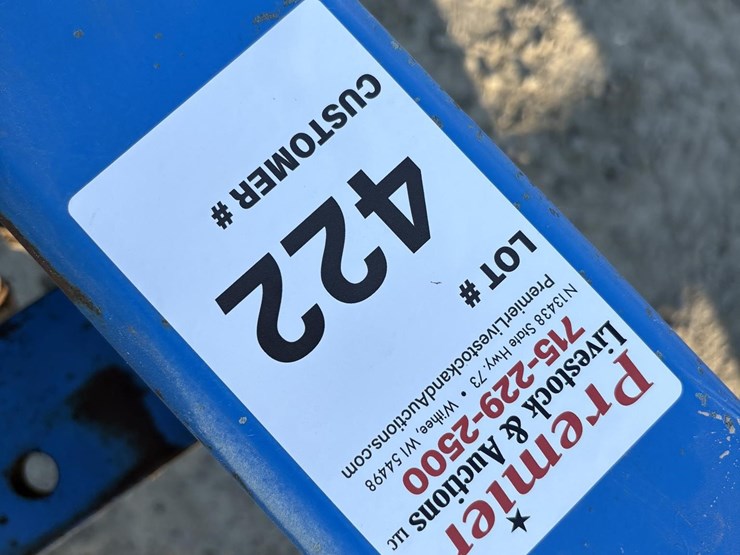 Premier
Livestock & Auctions LLC
715-229-2500
N13438 State Hwy. 73 • Withee, WI 54498
PremierLivestockandAuctions.com
LOT #
422
CUSTOMER #